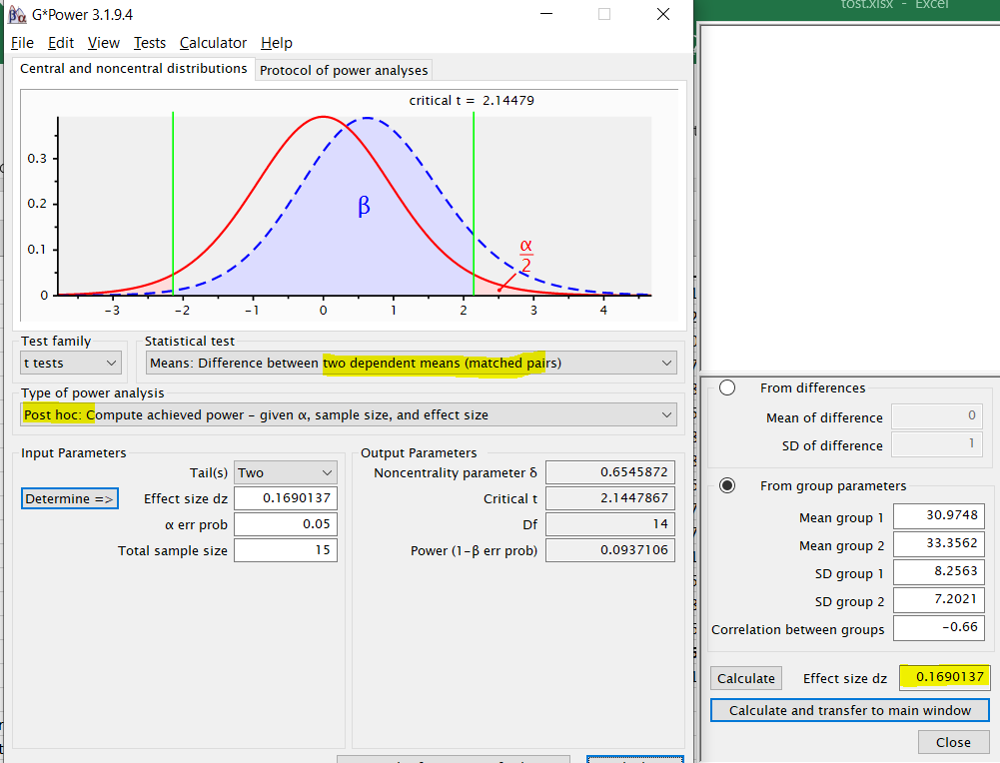 tost.xlsx - Excel
G*Power 3.1.9.4
File Edit View Tests Calculator Help
Central and noncentral distributions
Protocol of power analyses
critical t = 2.14479
0.3
0.2
0.1
0
β
α
2
-3 -2 -1 0 1 2 3 4
Test family
Statistical test
t tests
Means: Difference between two dependent means (matched pairs)
Type of power analysis
Post hoc: Compute achieved power – given α, sample size, and effect size
Input Parameters
Tail(s) Two
Determine =>
Effect size dz 0.1690137
α err prob 0.05
Total sample size 15
Output Parameters
Noncentrality parameter δ 0.6545872
Critical t 2.1447867
Df 14
Power (1-β err prob) 0.0937106
From differences
Mean of difference 0
SD of difference 1
From group parameters
Mean group 1 30.9748
Mean group 2 33.3562
SD group 1 8.2563
SD group 2 7.2021
Correlation between groups -0.66
Calculate
Effect size dz 0.1690137
Calculate and transfer to main window
Close